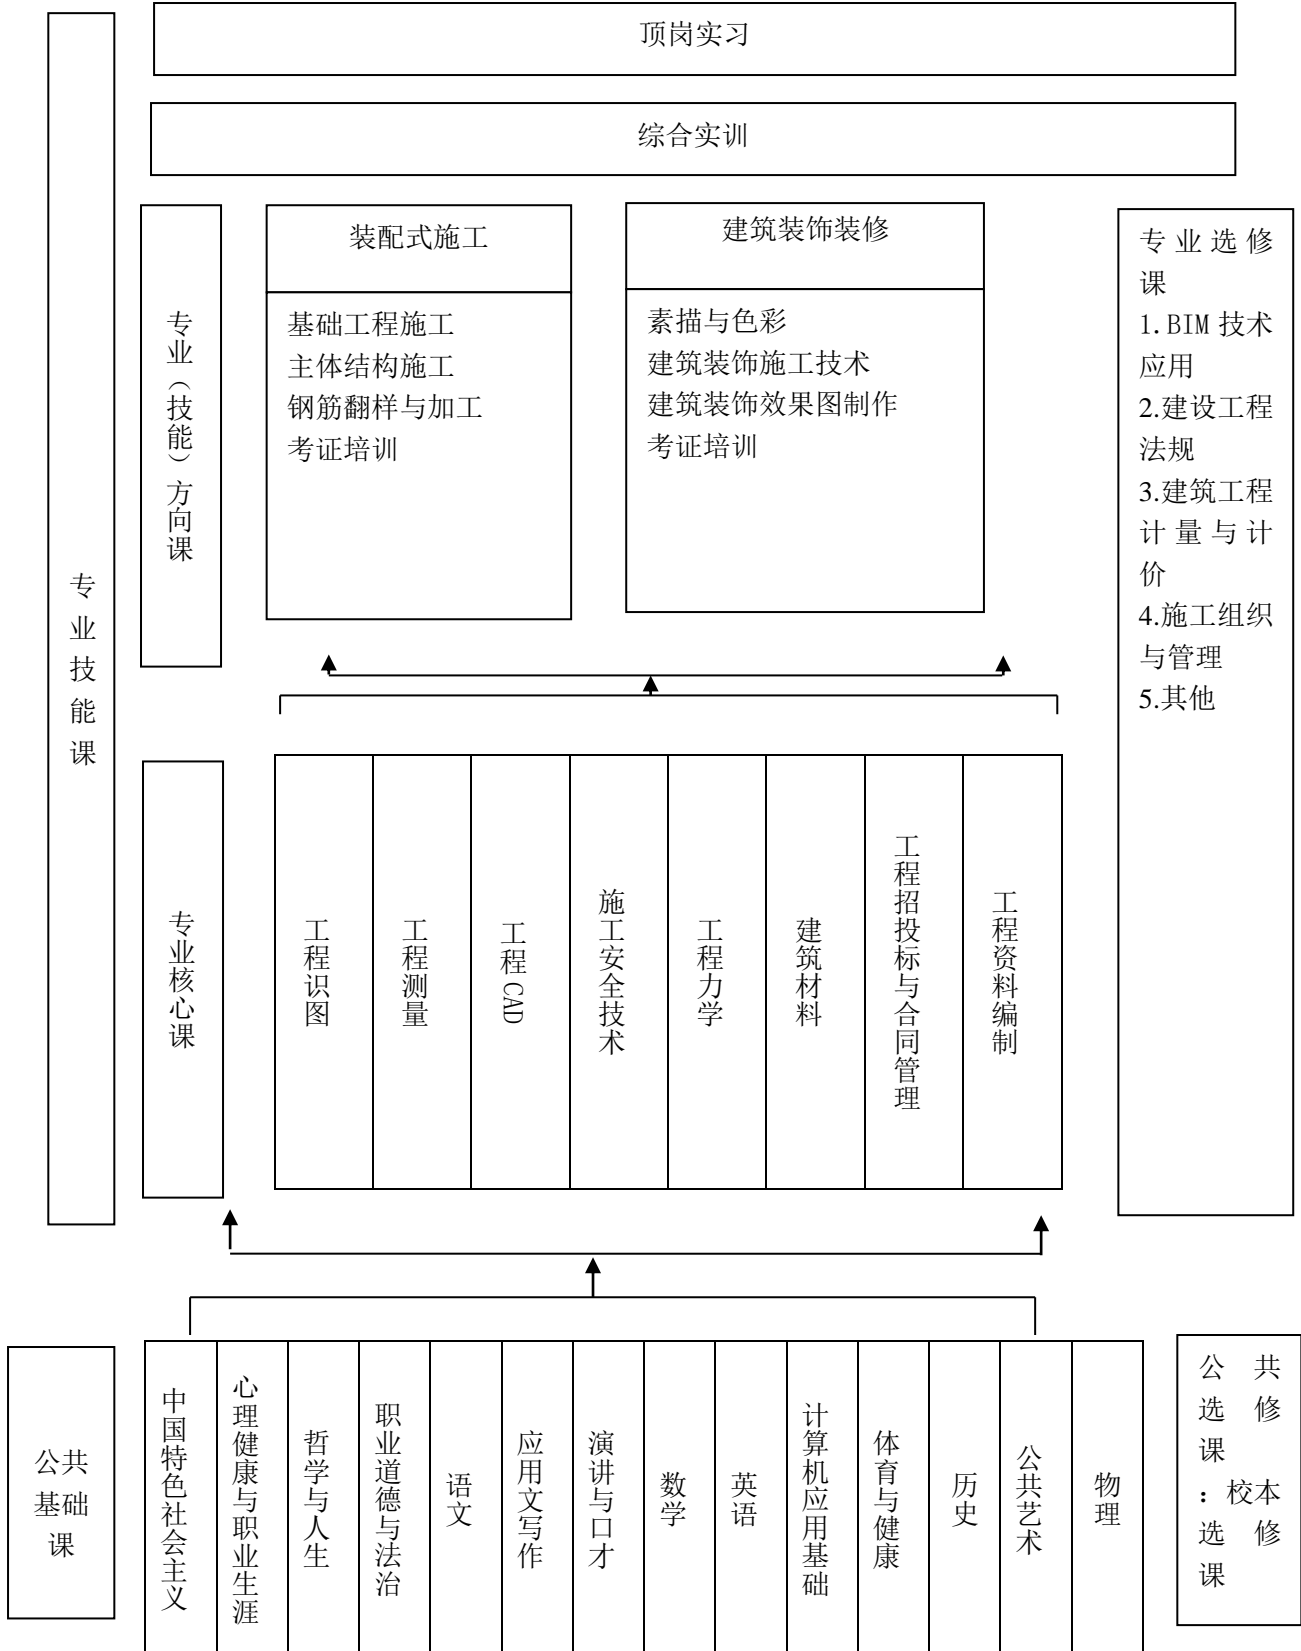 顶岗实习
综合实训
专业技能课
专业（技能）方向课
装配式施工
基础工程施工
主体结构施工
钢筋翻样与加工
考证培训
建筑装饰装修
素描与色彩
建筑装饰施工技术
建筑装饰效果图制作
考证培训
专业选修
课
1.BIM 技术
应用
2.建设工程
法规
3.建筑工程
计量与计
价
4.施工组织
与管理
5.其他
专业核心课
工程识图
工程测量
工程 CAD
施工安全技术
工程力学
建筑材料
工程招投标与合同管理
工程资料编制
公共
基础
课
中国特色社会主义
心理健康与职业生涯
哲学与人生
职业道德与法治
语文
应用文写作
演讲与口才
数学
英语
计算机应用基础
体育与健康
历史
公共艺术
物理
公共
选修
课
：校本
选修
课